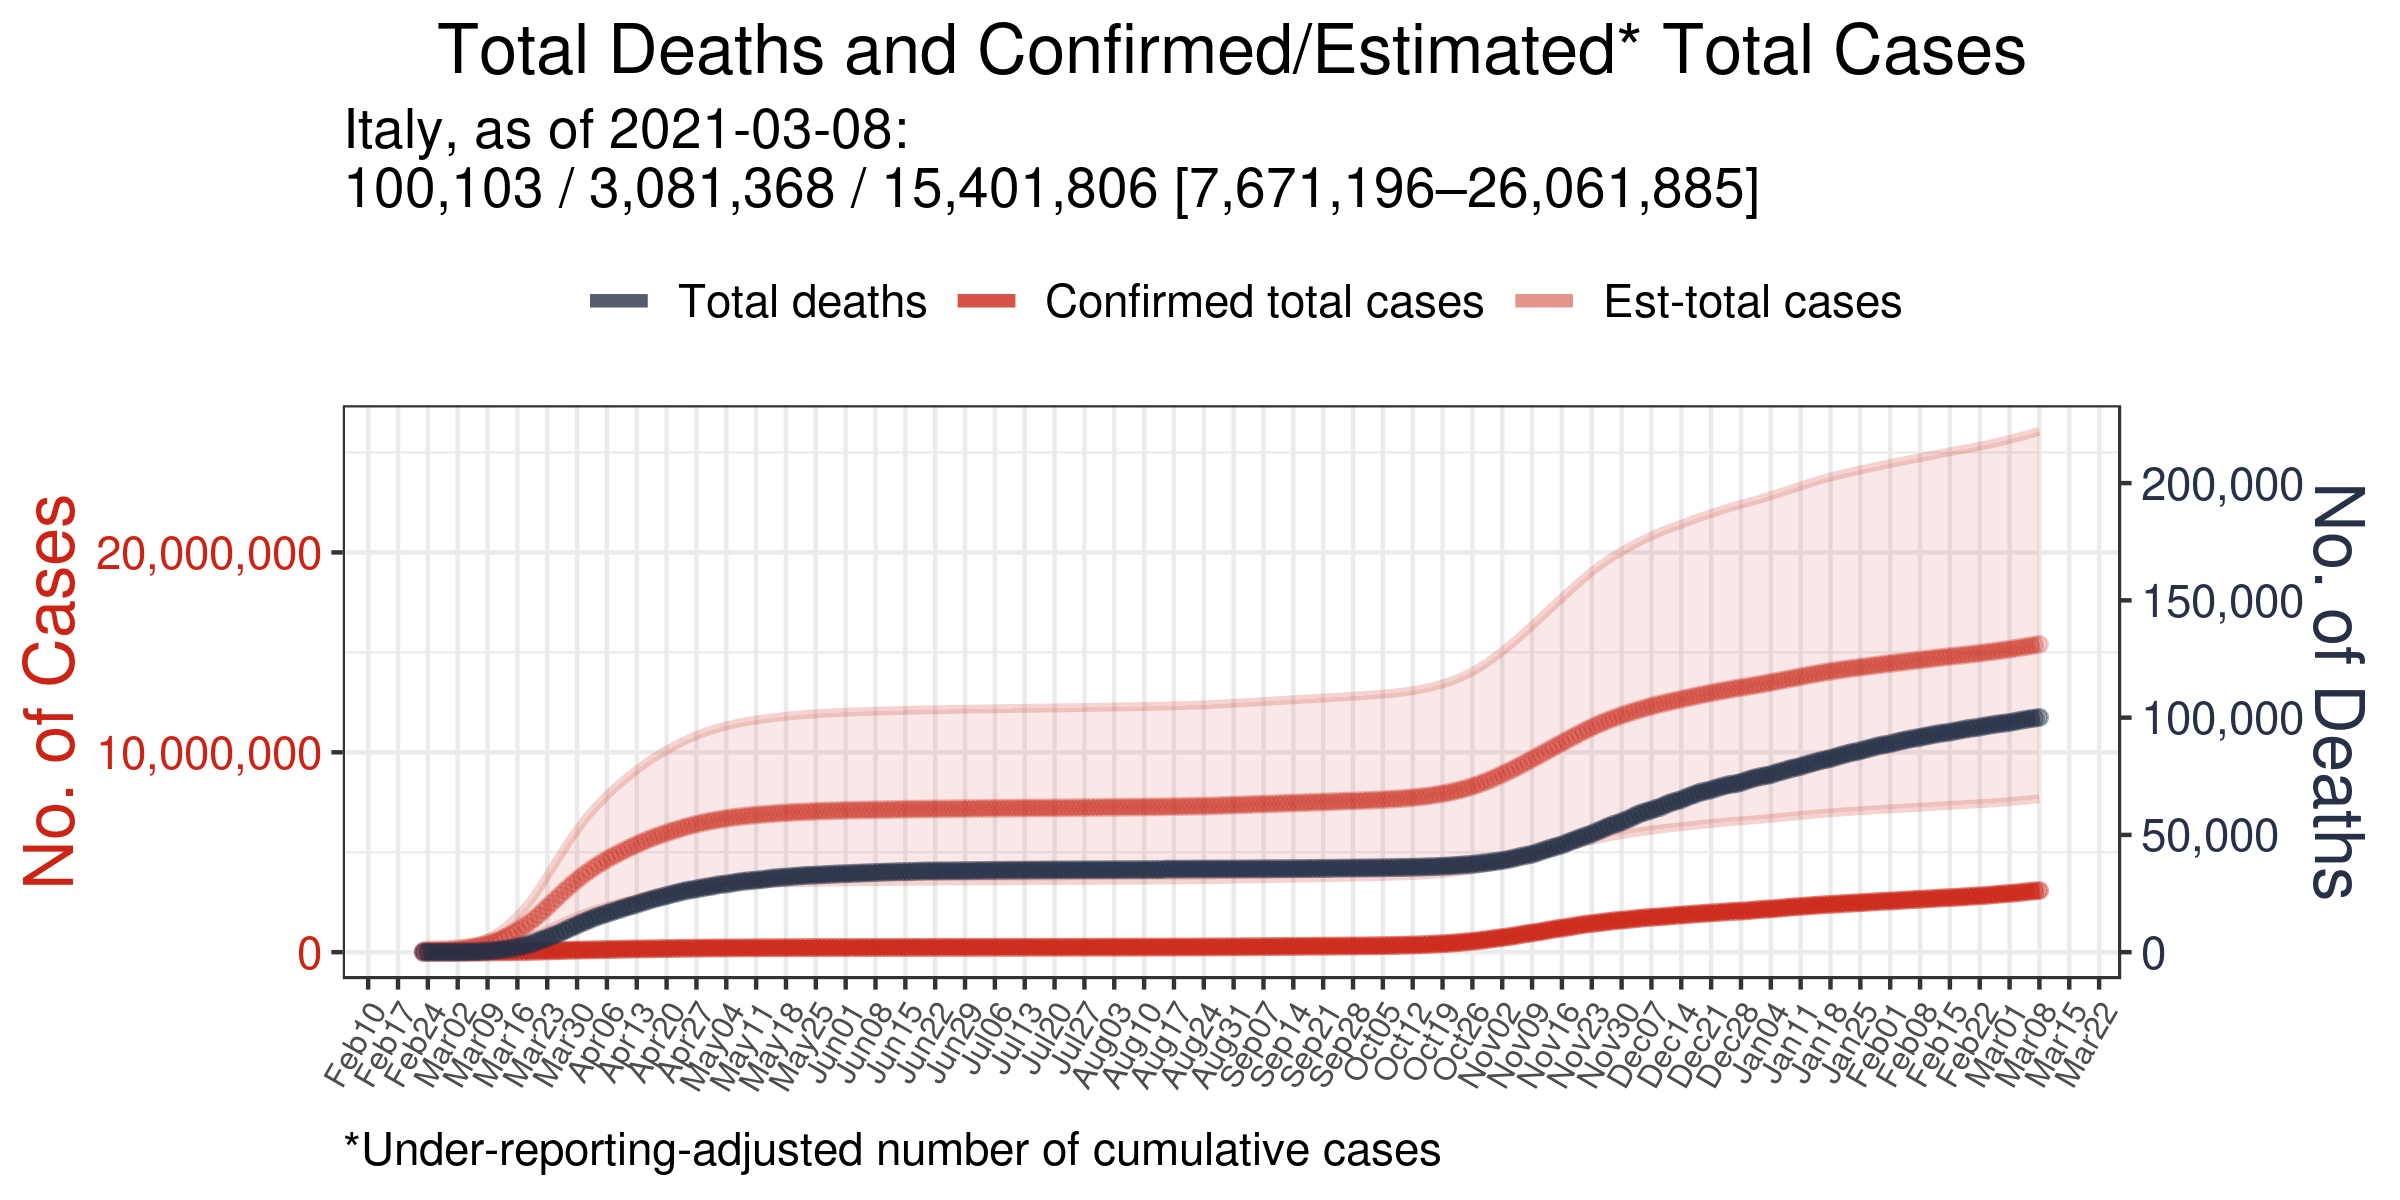 Total Deaths and Confirmed/Estimated* Total Cases
Italy, as of 2021-03-08:
100,103 / 3,081,368 / 15,401,806 [7,671,196–26,061,885]
Total deaths
Confirmed total cases
Est-total cases
No. of Cases
20,000,000
10,000,000
0
200,000
150,000
100,000
50,000
0
No. of Deaths
Feb10
Feb17
Feb24
Mar02
Mar09
Mar16
Mar23
Mar30
Apr06
Apr13
Apr20
Apr27
May04
May11
May18
May25
Jun01
Jun08
Jun15
Jun22
Jun29
Jul06
Jul13
Jul20
Jul27
Aug03
Aug10
Aug17
Aug24
Aug31
Sep07
Sep14
Sep21
Sep28
Oct05
Oct12
Oct19
Oct26
Nov02
Nov09
Nov16
Nov23
Nov30
Dec07
Dec14
Dec21
Dec28
Jan04
Jan11
Jan18
Jan25
Feb01
Feb08
Feb15
Feb22
Mar01
Mar08
Mar15
Mar22
*Under-reporting-adjusted number of cumulative cases